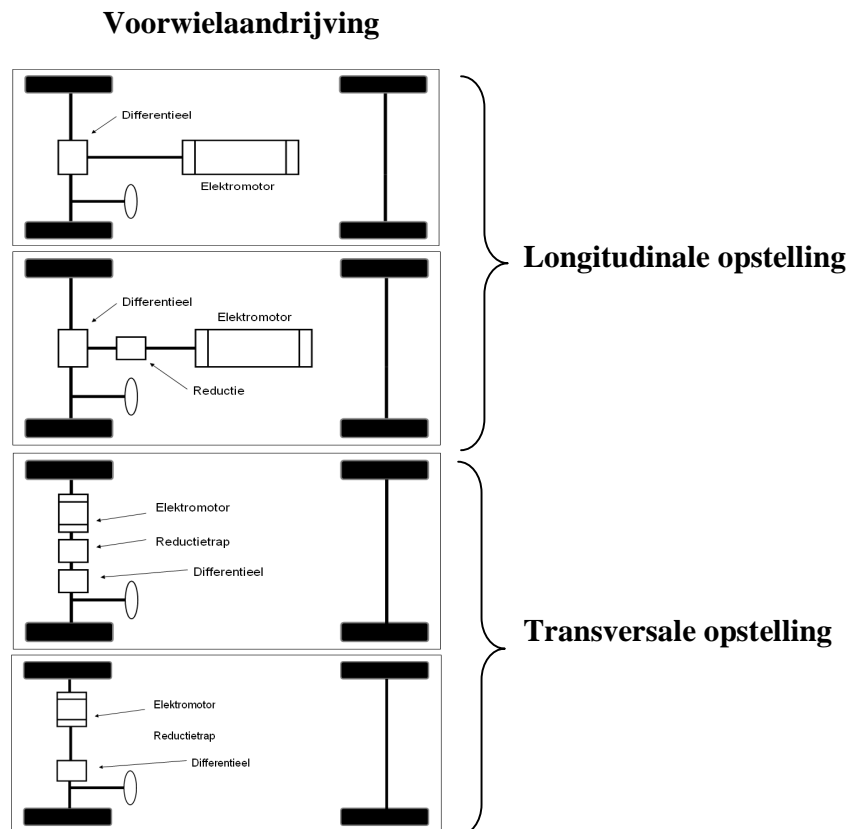 Voorwielaandrijving
Differentieel
Elektromotor
Longitudinale opstelling
Differentieel
Elektromotor
Reductie
Elektromotor
Reductietrap
Differentieel
Transversale opstelling
Elektromotor
Reductietrap
Differentieel